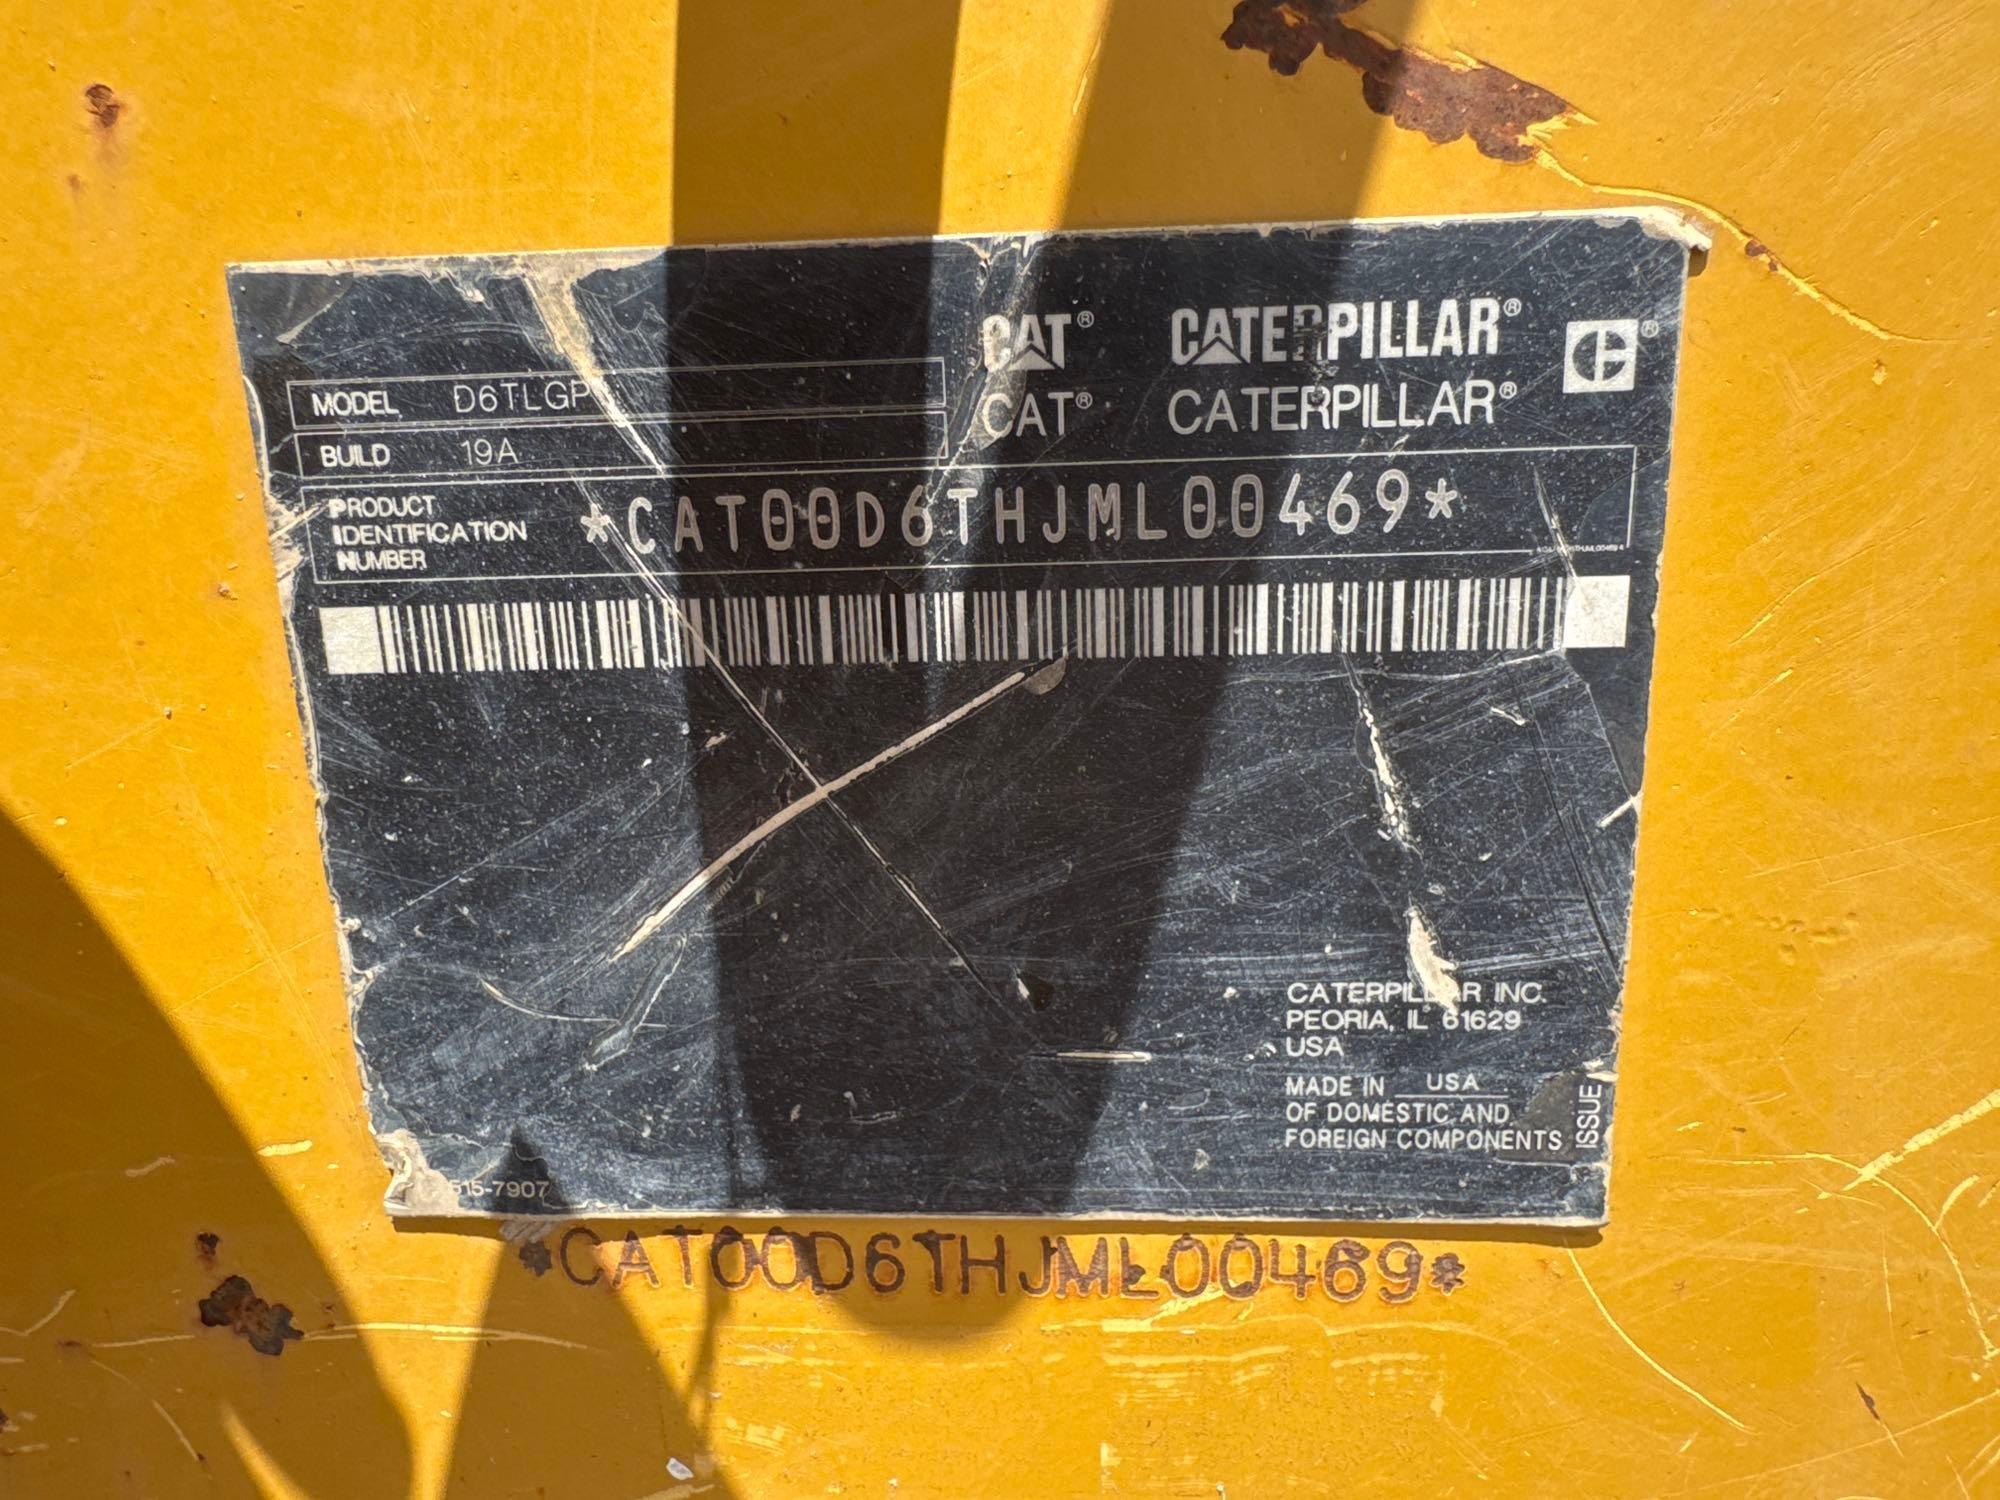 CAT® CATERPILLAR® ®
MODEL D6TLGP
CAT® CATERPILLAR®
BUILD 19A
PRODUCT
IDENTIFICATION
NUMBER
*CAT00D6THJML00469*
CATERPILLAR INC.
PEORIA, IL 61629
USA
MADE IN USA
OF DOMESTIC AND
FOREIGN COMPONENTS
ISSUE
515-7907
*CAT00D6THJML00469*